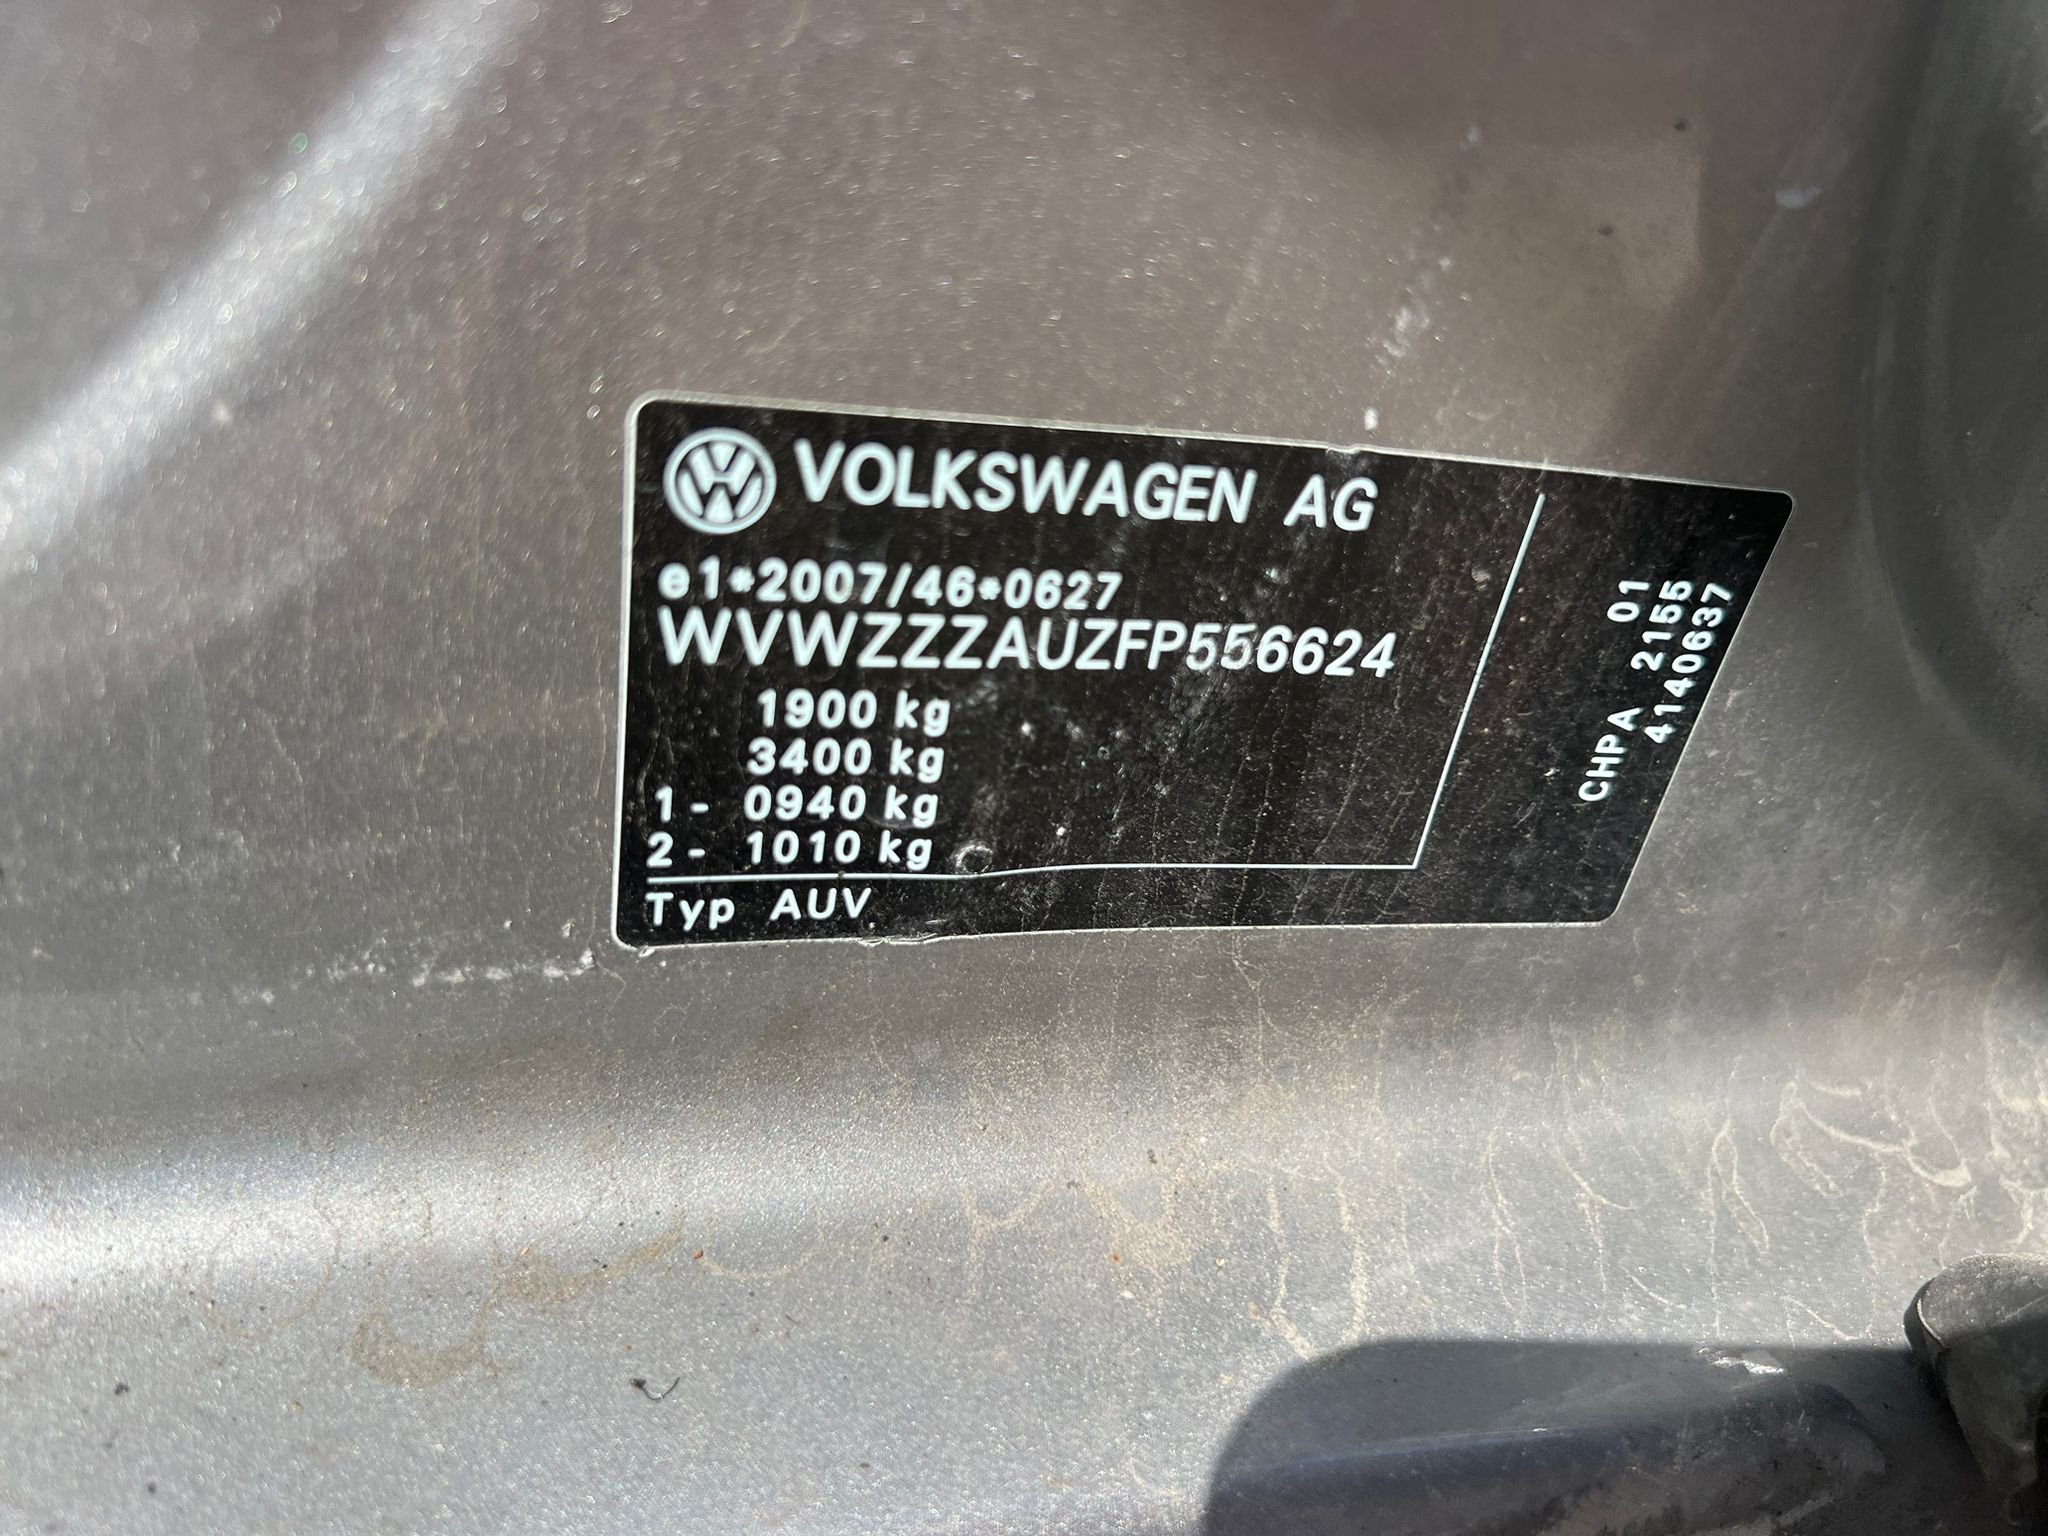 VOLKSWAGEN AG
e1*2007/46*0627
WVWZZZAUZFP556624
1900 kg
3400 kg
1- 0940 kg
2- 1010 kg
Typ AUV
CHPA 01
2155
4140637